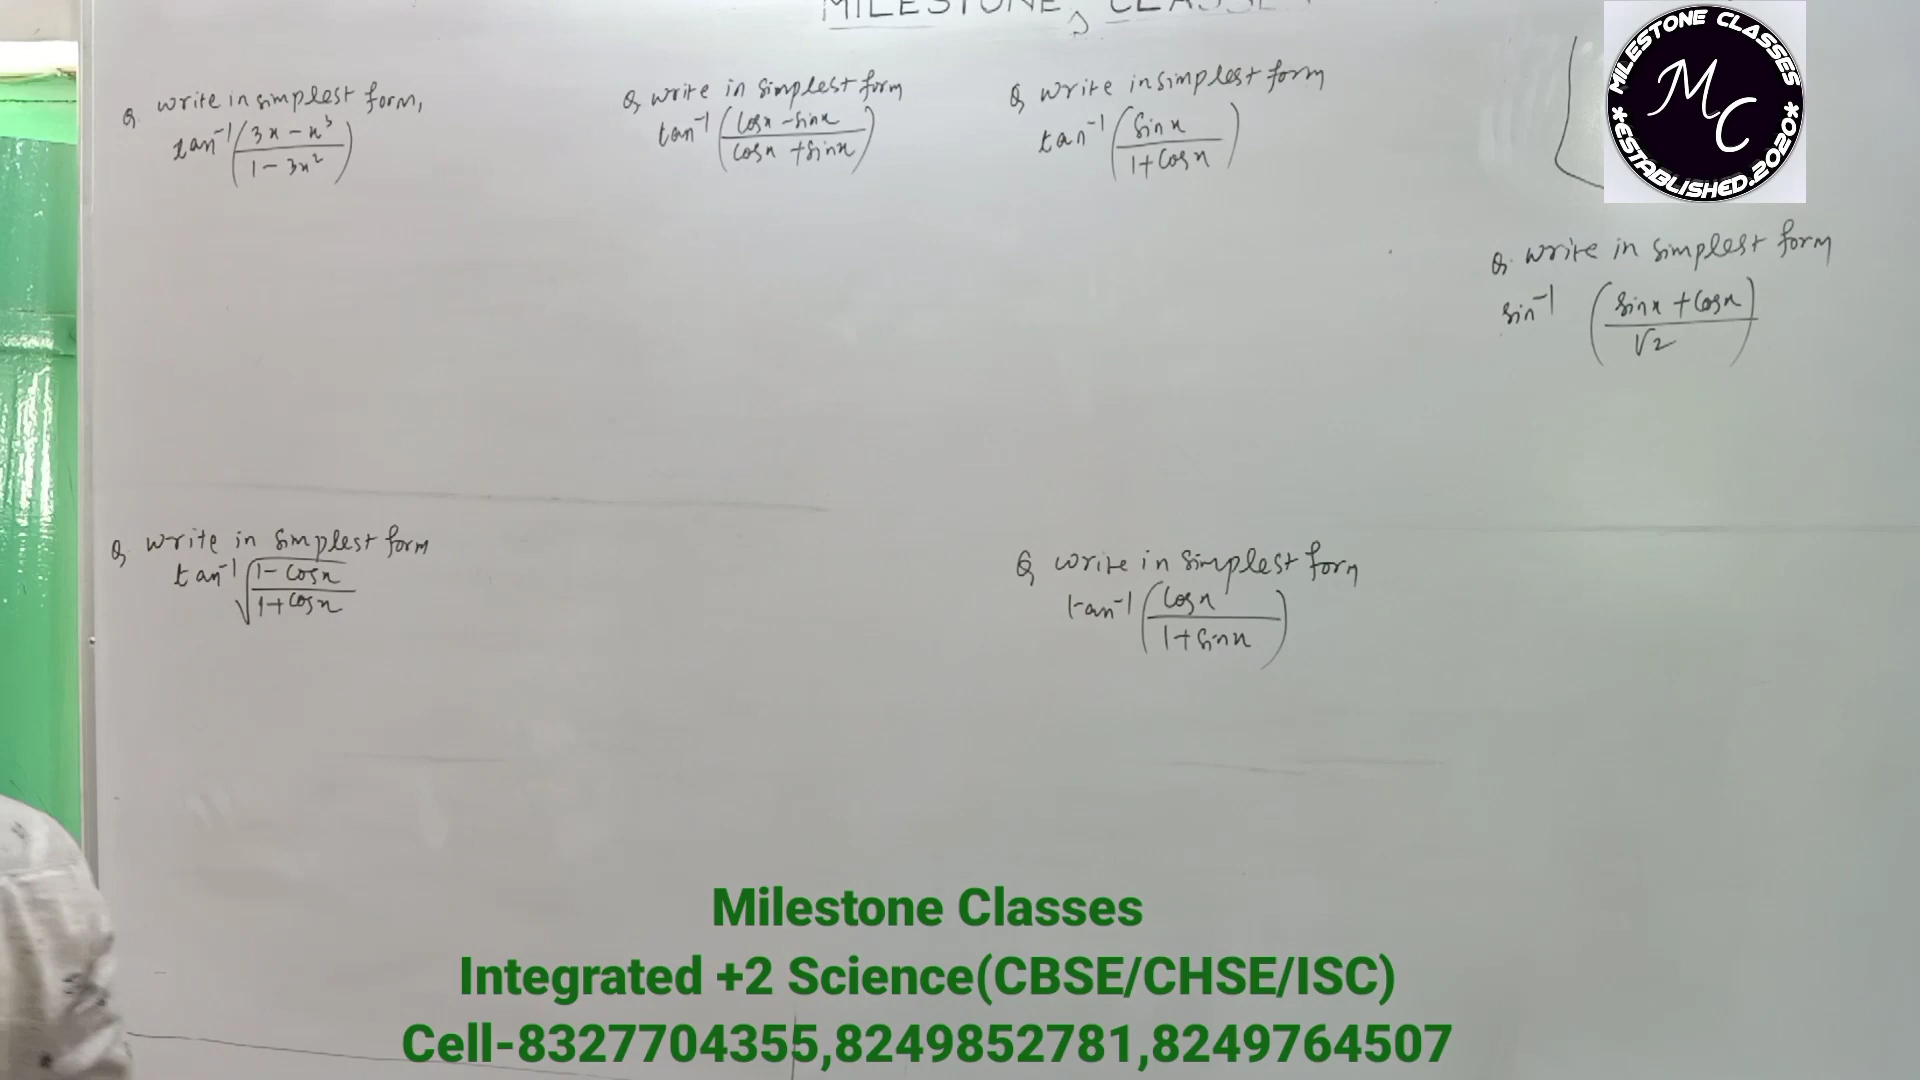 MILESTONE CLASSES
MILESTONE CLASSES
MC
*ESTABLISHED.2020*
Q. Write in simplest form,
tan⁻¹((3x - x³)/(1 - 3x²))
Q. Write in simplest form
tan⁻¹((cosx - sinx)/(cosx + sinx))
Q. Write in simplest form
tan⁻¹(sinx/(1+cosx))
Q. Write in simplest form
sin⁻¹((sinx + cosx)/√2)
Q. Write in simplest form
tan⁻¹√((1-cosx)/(1+cosx))
Q. Write in simplest form
tan⁻¹(cosx/(1+sinx))
Milestone Classes
Integrated +2 Science(CBSE/CHSE/ISC)
Cell-8327704355,8249852781,8249764507